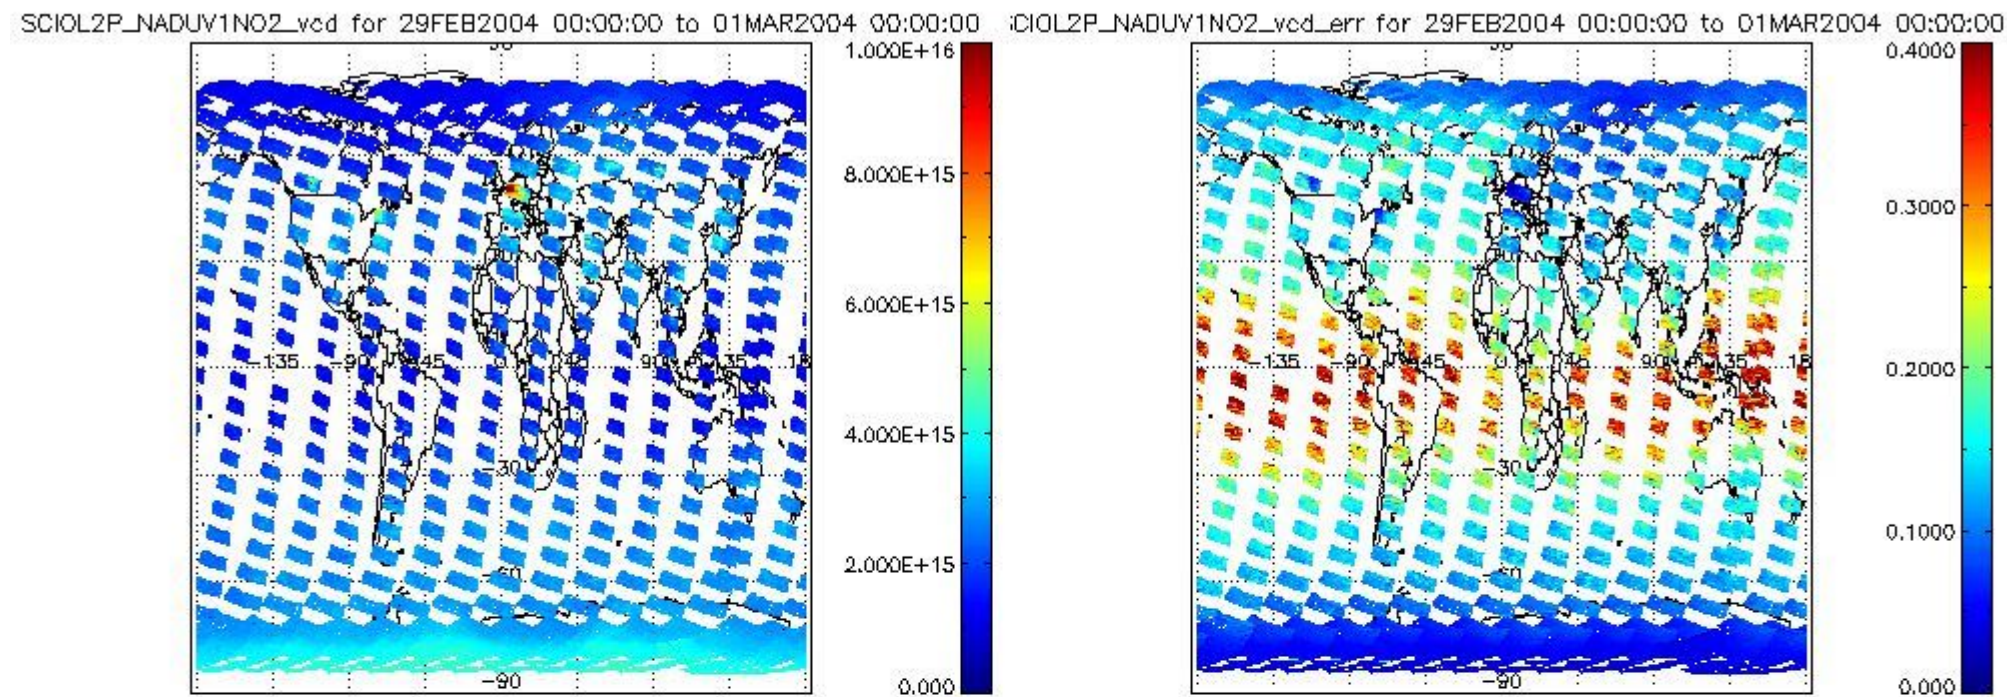 SCIOL2P_NADUV1NO2_vcd for 29FEB2004 00:00:00 to 01MAR2004 00:00:00
1.000E+16
8.000E+15
6.000E+15
4.000E+15
2.000E+15
0.000
-135 -90 -45 45 90 135
-30
-60
-90
CIOL2P_NADUV1NO2_vcd_err for 29FEB2004 00:00:00 to 01MAR2004 00:00:00
0.4000
0.3000
0.2000
0.1000
0.000
-135 -90 -45 45 90 135
-30
-60
-90